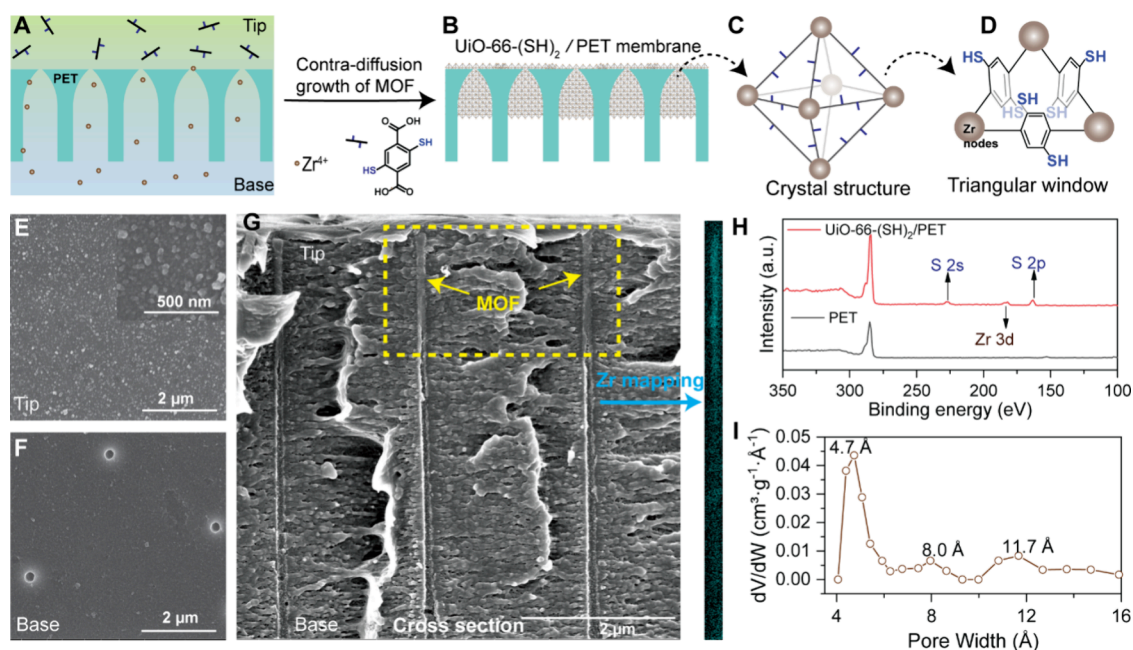 A
Tip
PET
Base
Contra-diffusion
growth of MOF
Zr⁴⁺
COOH
SH
HS
HO
O
B
UiO-66-(SH)₂ / PET membrane
C
Crystal structure
D
HS
SH
SH
HS
SH
SH
Zr
nodes
Triangular window
E
500 nm
2 µm
Tip
F
2 µm
Base
G
Tip
MOF
Zr mapping
Base
Cross section
2 µm
H
UiO-66-(SH)₂/PET
S 2s
S 2p
Zr 3d
PET
Intensity (a.u.)
350
300
250
200
150
100
Binding energy (eV)
I
0.05
0.04
0.03
0.02
0.01
0.00
4.7 Å
8.0 Å
11.7 Å
dV/dW (cm³·g⁻¹·Å⁻¹)
4
8
12
16
Pore Width (Å)